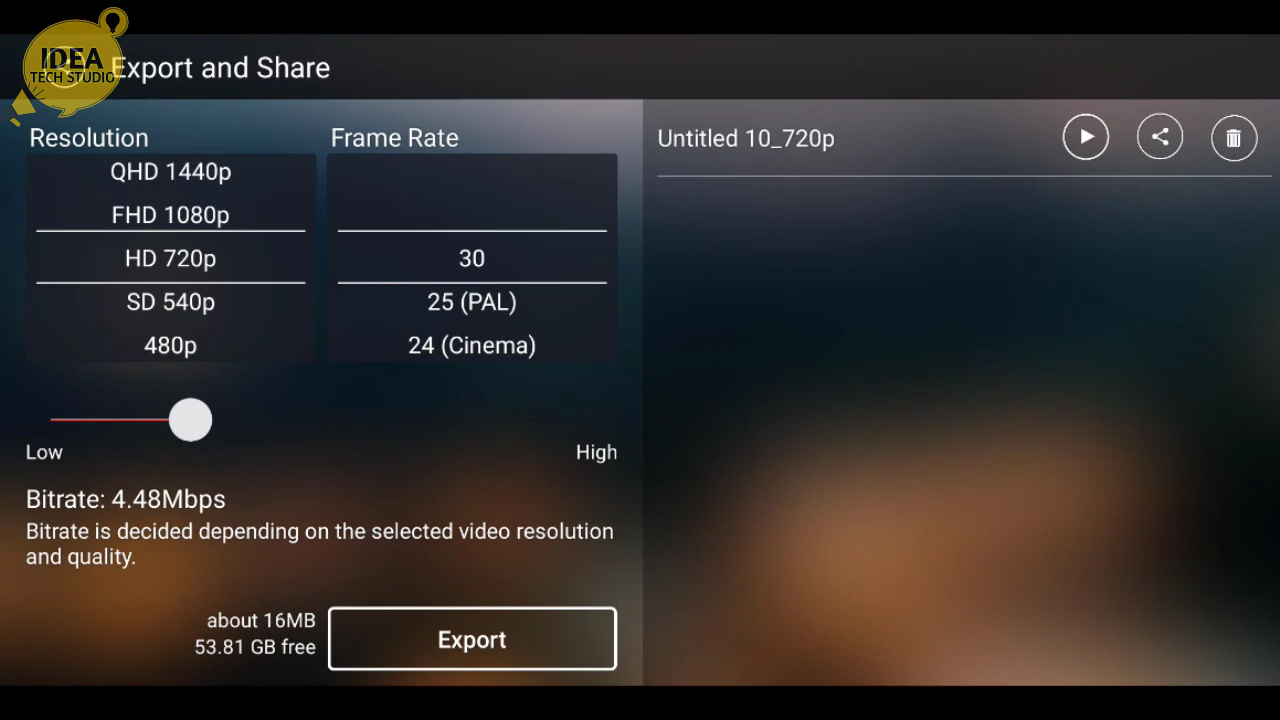 IDEA
TECH STUDIO
Export and Share
Resolution
Frame Rate
QHD 1440p
FHD 1080p
HD 720p
SD 540p
480p
30
25 (PAL)
24 (Cinema)
Low
High
Bitrate: 4.48Mbps
Bitrate is decided depending on the selected video resolution
and quality.
about 16MB
53.81 GB free
Export
Untitled 10_720p